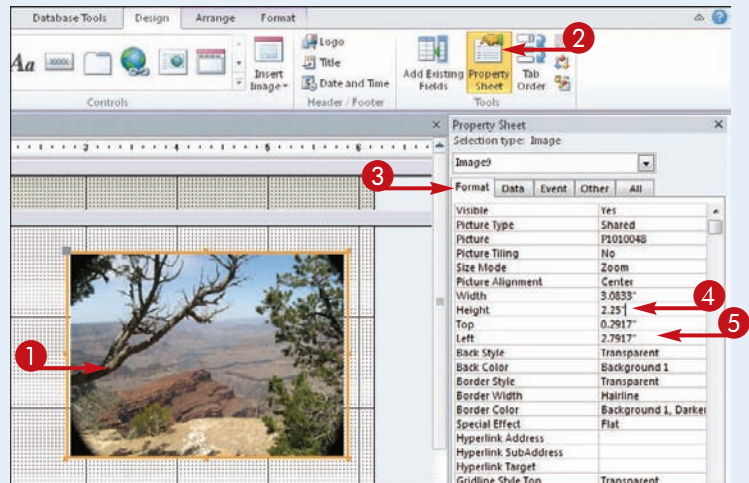 Database Tools Design Arrange Format
Aa XXXX
Insert Image
Logo
Title
Date and Time
Add Existing Fields
Property Sheet
Tab Order
2
Controls Header / Footer Tools
Property Sheet
Selection type: Image
Image9
3
Format Data Event Other All
3 4 5 6
Visible Yes
Picture Type Shared
Picture P1010048
Picture Tiling No
Size Mode Zoom
Picture Alignment Center
Width 3.0833"
Height 2.25"
4
Top 0.2917"
Left 2.7917"
5
1
Back Style Transparent
Back Color Background 1
Border Style Transparent
Border Width Hairline
Border Color Background 1, Darker
Special Effect Flat
Hyperlink Address
Hyperlink SubAddress
Hyperlink Target
Gridline Style Top Transparent